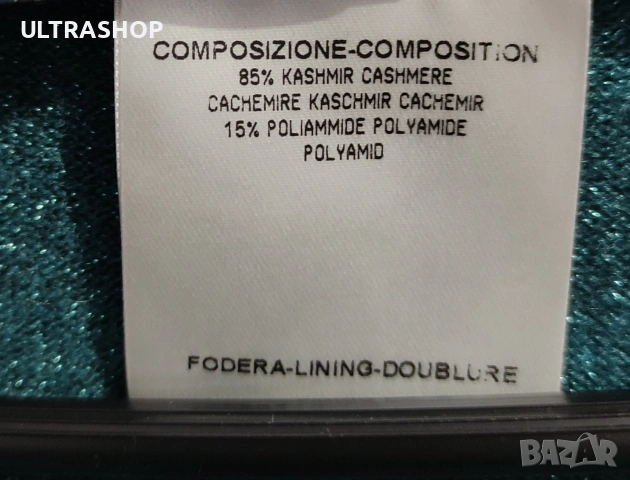 ULTRASHOP
COMPOSIZIONE-COMPOSITION
85% KASHMIR CASHMERE
CACHEMIRE KASCHMIR CACHEMIR
15% POLIAMMIDE POLYAMIDE
POLYAMID
FODERA-LINING-DOUBLURE
BAZAR